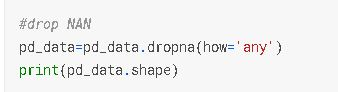 #drop NAN
pd_data=pd_data.dropna(how='any')
print(pd_data.shape)